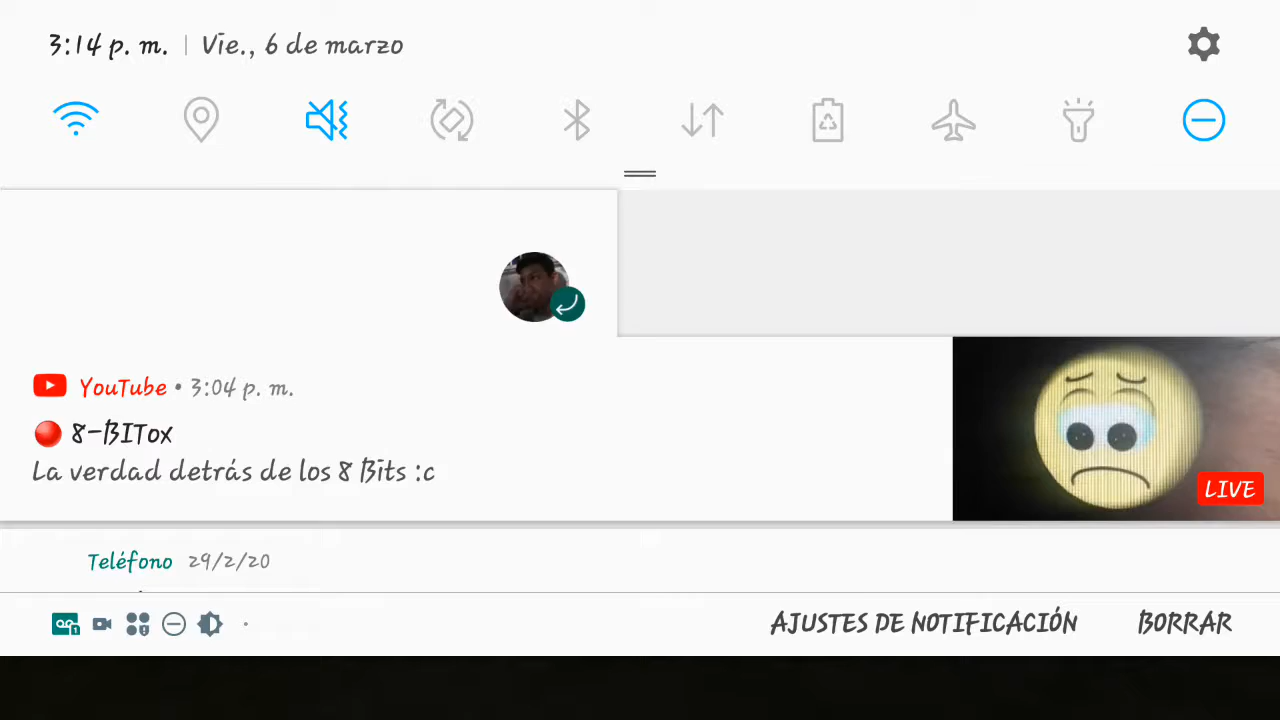 3:14 p. m. | Vie., 6 de marzo
YouTube • 3:04 p. m.
8-BITox
La verdad detrás de los 8 Bits :c
LIVE
Teléfono 29/2/20
AJUSTES DE NOTIFICACIÓN BORRAR